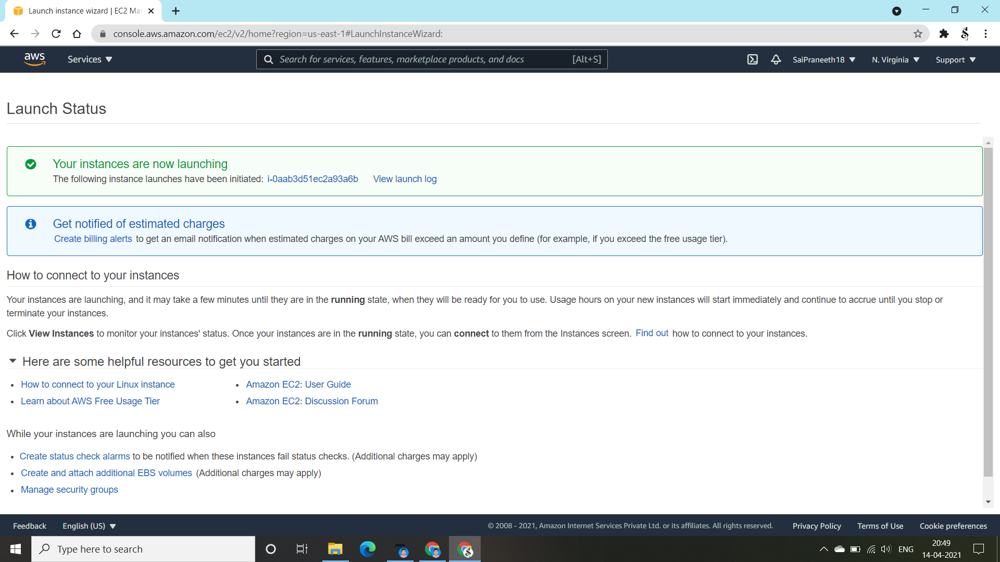 Launch instance wizard | EC2 Ma
console.aws.amazon.com/ec2/v2/home?region=us-east-1#LaunchInstanceWizard:
aws
Services
Search for services, features, marketplace products, and docs
[Alt+S]
SaiPraneeth18
N. Virginia
Support
Launch Status
Your instances are now launching
The following instance launches have been initiated: i-0aab3d51ec2a93a6b View launch log
Get notified of estimated charges
Create billing alerts to get an email notification when estimated charges on your AWS bill exceed an amount you define (for example, if you exceed the free usage tier).
How to connect to your instances
Your instances are launching, and it may take a few minutes until they are in the running state, when they will be ready for you to use. Usage hours on your new instances will start immediately and continue to accrue until you stop or
terminate your instances.
Click View Instances to monitor your instances' status. Once your instances are in the running state, you can connect to them from the Instances screen. Find out how to connect to your instances.
Here are some helpful resources to get you started
• How to connect to your Linux instance
• Amazon EC2: User Guide
• Learn about AWS Free Usage Tier
• Amazon EC2: Discussion Forum
While your instances are launching you can also
• Create status check alarms to be notified when these instances fail status checks. (Additional charges may apply)
• Create and attach additional EBS volumes (Additional charges may apply)
• Manage security groups
Feedback
English (US)
© 2008 - 2021, Amazon Internet Services Private Ltd. or its affiliates. All rights reserved.
Privacy Policy
Terms of Use
Cookie preferences
Type here to search
ENG
20:49
14-04-2021